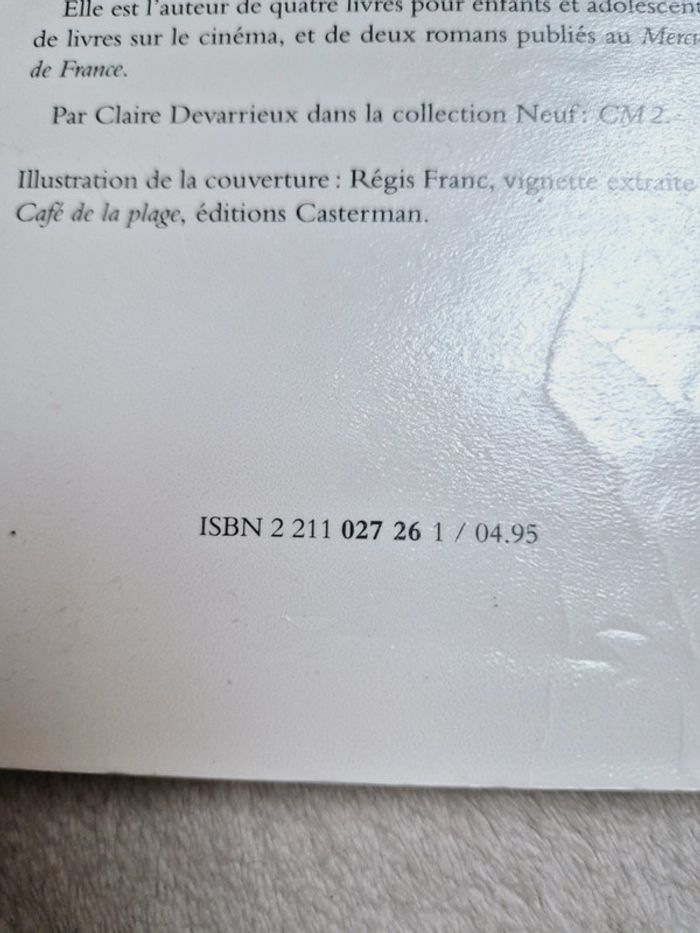 Elle est l'auteur de quatre livres pour enfants et adolescent
de livres sur le cinéma, et de deux romans publiés au Merc
de France.
Par Claire Devarrieux dans la collection Neuf : CM 2.
Illustration de la couverture : Régis Franc, vignette extraite
Café de la plage, éditions Casterman.
ISBN 2 211 027 26 1 / 04.95